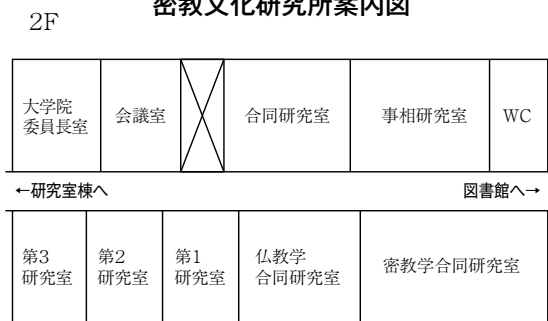 密教文化研究所案内図
2F
大学院
委員長室
会議室
合同研究室
事相研究室
WC
←研究室棟へ
図書館へ→
第3
研究室
第2
研究室
第1
研究室
仏教学
合同研究室
密教学合同研究室